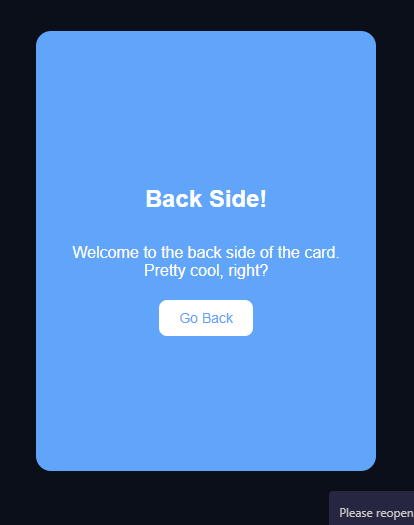 Back Side!
Welcome to the back side of the card.
Pretty cool, right?
Go Back
Please reopen